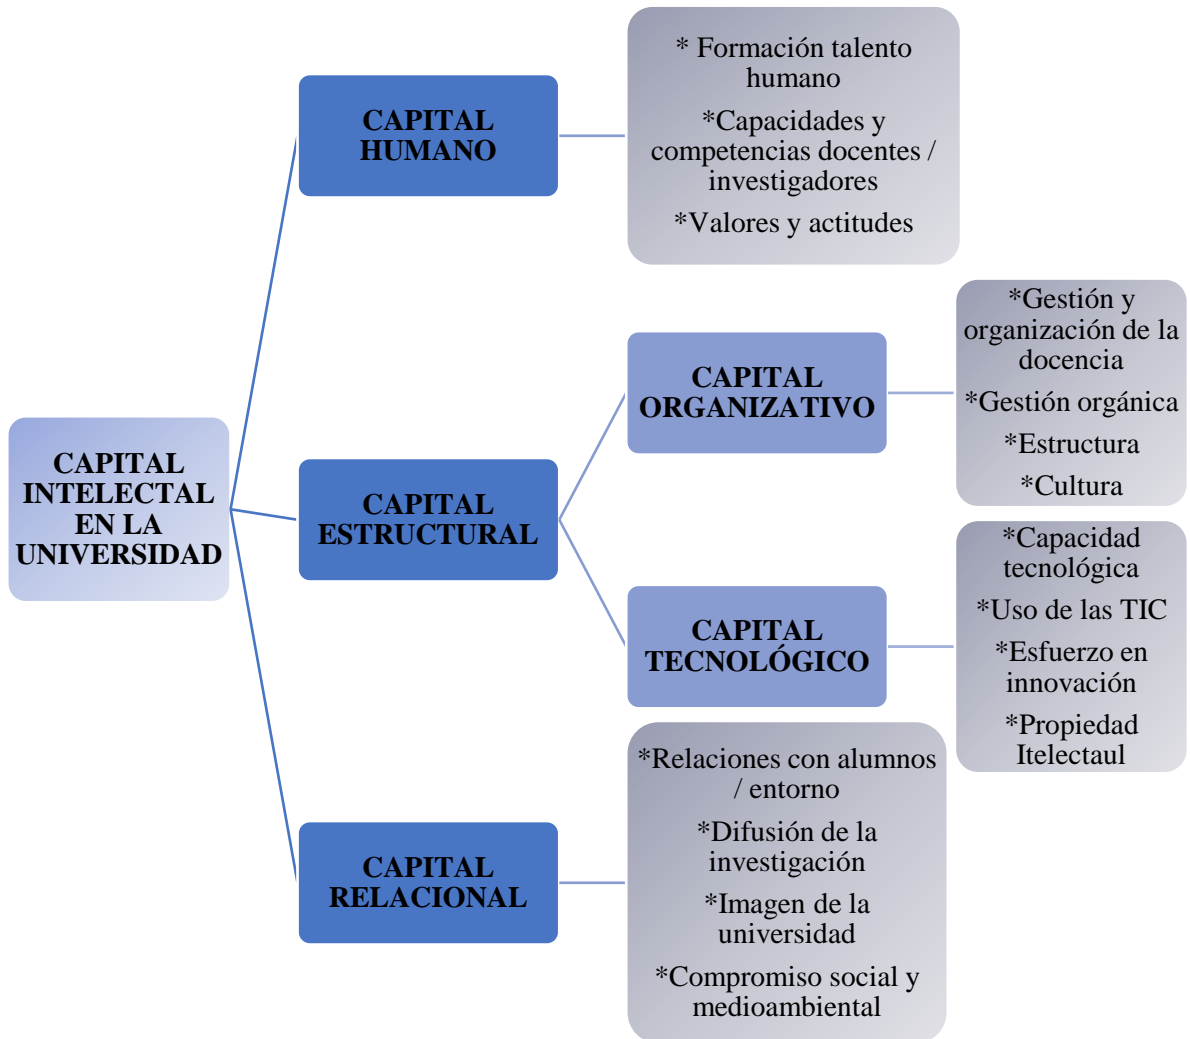 CAPITAL
INTELECTAL
EN LA
UNIVERSIDAD
CAPITAL
HUMANO
* Formación talento
humano
*Capacidades y
competencias docentes /
investigadores
*Valores y actitudes
CAPITAL
ESTRUCTURAL
CAPITAL
ORGANIZATIVO
*Gestión y
organización de la
docencia
*Gestión orgánica
*Estructura
*Cultura
CAPITAL
TECNOLÓGICO
*Capacidad
tecnológica
*Uso de las TIC
*Esfuerzo en
innovación
*Propiedad
Itelectaul
CAPITAL
RELACIONAL
*Relaciones con alumnos
/ entorno
*Difusión de la
investigación
*Imagen de la
universidad
*Compromiso social y
medioambiental